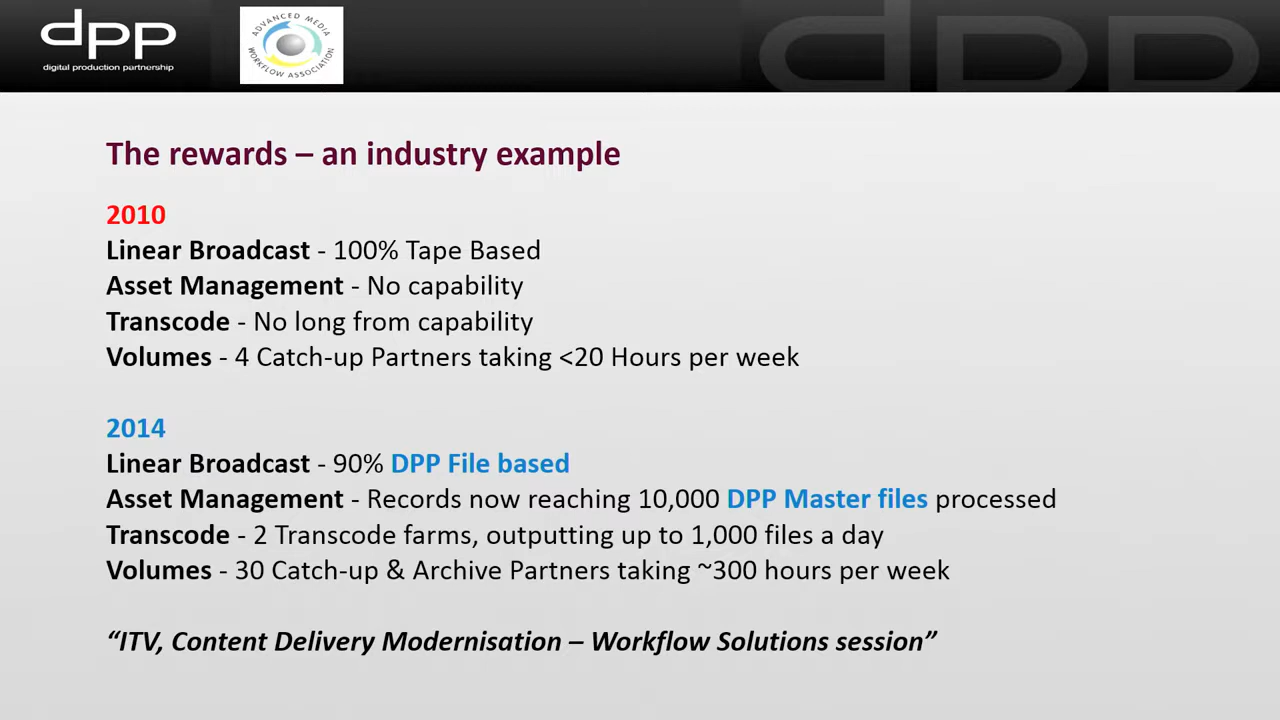 dpp
digital production partnership
ADVANCED MEDIA
WORKFLOW ASSOCIATION
dpp
The rewards – an industry example
2010
Linear Broadcast - 100% Tape Based
Asset Management - No capability
Transcode - No long from capability
Volumes - 4 Catch-up Partners taking <20 Hours per week
2014
Linear Broadcast - 90% DPP File based
Asset Management - Records now reaching 10,000 DPP Master files processed
Transcode - 2 Transcode farms, outputting up to 1,000 files a day
Volumes - 30 Catch-up & Archive Partners taking ~300 hours per week
“ITV, Content Delivery Modernisation – Workflow Solutions session”